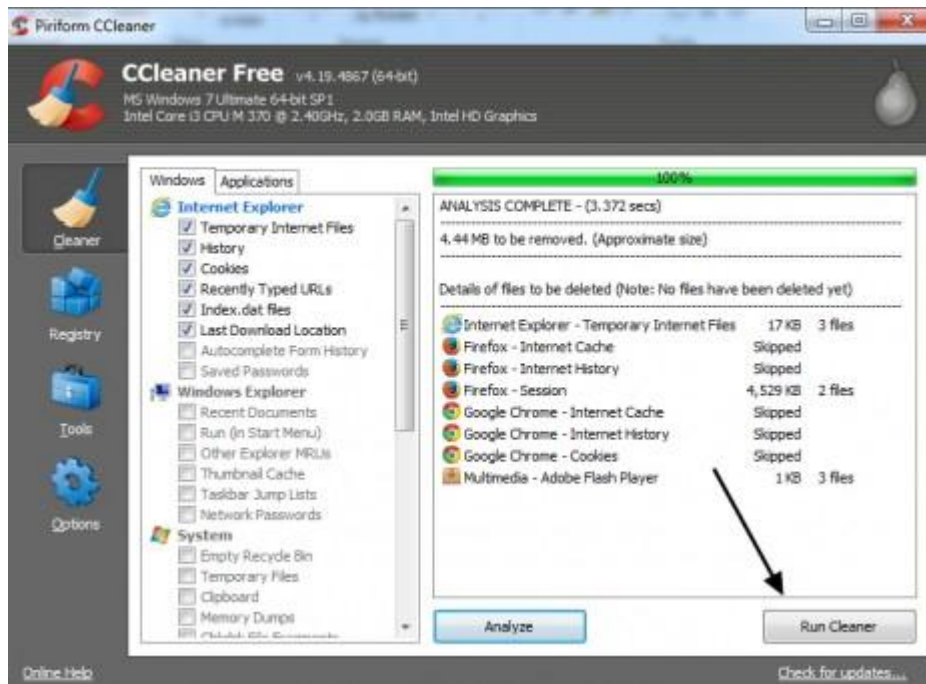 Piriform CCleaner
CCleaner Free v4.19.4867 (64-bit)
MS Windows 7 Ultimate 64-bit SP1
Intel Core i3 CPU M 370 @ 2.40GHz, 2.0GB RAM, Intel HD Graphics
Cleaner
Registry
Tools
Options
Windows Applications
Internet Explorer
Temporary Internet Files
History
Cookies
Recently Typed URLs
Index.dat files
Last Download Location
Autocomplete Form History
Saved Passwords
Windows Explorer
Recent Documents
Run (in Start Menu)
Other Explorer MRUs
Thumbnail Cache
Taskbar Jump Lists
Network Passwords
System
Empty Recycle Bin
Temporary Files
Clipboard
Memory Dumps
Chkdsk File Fragments
100%
ANALYSIS COMPLETE - (3.372 secs)
4.44 MB to be removed. (Approximate size)
Details of files to be deleted (Note: No files have been deleted yet)
Internet Explorer - Temporary Internet Files 17 KB 3 files
Firefox - Internet Cache Skipped
Firefox - Internet History Skipped
Firefox - Session 4,529 KB 2 files
Google Chrome - Internet Cache Skipped
Google Chrome - Internet History Skipped
Google Chrome - Cookies Skipped
Multimedia - Adobe Flash Player 1 KB 3 files
Analyze Run Cleaner
Online Help Check for updates...